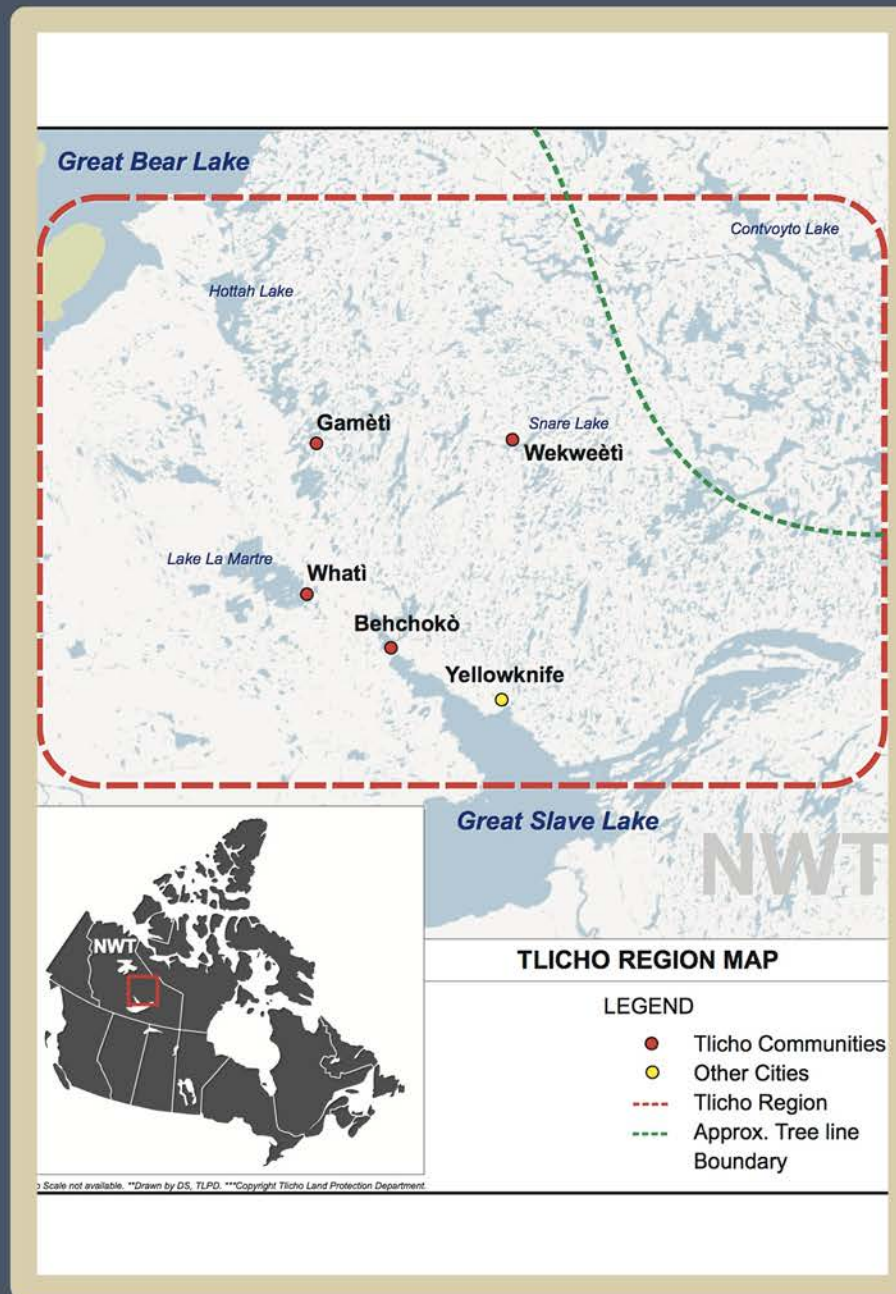 Great Bear Lake
Contvoyto Lake
Hottah Lake
Gamètì
Snare Lake
Wekweètì
Lake La Martre
Whatì
Behchokò
Yellowknife
Great Slave Lake
NWT
NWT
TLICHO REGION MAP
LEGEND
Tlicho Communities
Other Cities
Tlicho Region
Approx. Tree line
Boundary
Scale not available. **Drawn by DS, TLPD. ***Copyright Tlicho Land Protection Department.